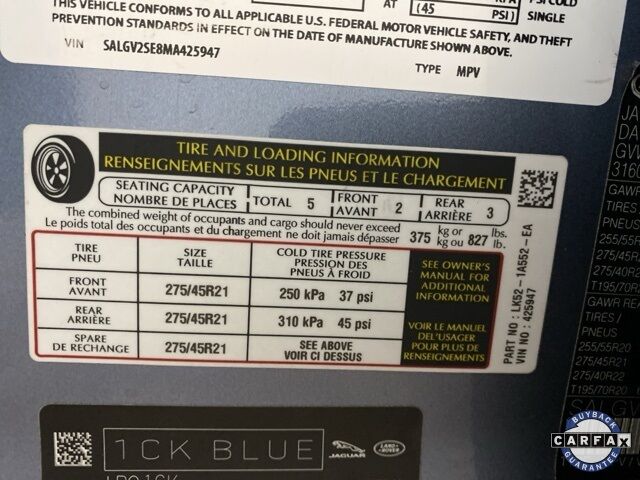 AT (45 PSI) SINGLE
THIS VEHICLE CONFORMS TO ALL APPLICABLE U.S. FEDERAL MOTOR VEHICLE SAFETY, AND THEFT
PREVENTION STANDARDS IN EFFECT ON THE DATE OF MANUFACTURE SHOWN ABOVE.
VIN SALGV2SE8MA425947
TYPE MPV
TIRE AND LOADING INFORMATION
RENSEIGNEMENTS SUR LES PNEUS ET LE CHARGEMENT
SEATING CAPACITY
NOMBRE DE PLACES
TOTAL 5
FRONT
AVANT 2
REAR
ARRIÈRE 3
The combined weight of occupants and cargo should never exceed
Le poids total des occupants et du chargement ne doit jamais dépasser
375 kg or
kg ou 827 lbs.
lb.
TIRE
PNEU
SIZE
TAILLE
COLD TIRE PRESSURE
PRESSION DES
PNEUS À FROID
FRONT
AVANT
275/45R21
250 kPa 37 psi
REAR
ARRIÈRE
275/45R21
310 kPa 45 psi
SPARE
DE RECHANGE
275/45R21
SEE ABOVE
VOIR CI DESSUS
SEE OWNER'S
MANUAL FOR
ADDITIONAL
INFORMATION
VOIR LE MANUEL
DEL'USAGER
POUR PLUS DE
RENSEIGNEMENTS
PART NO : LK52-1A552-EA
VIN NO : 425947
1CK BLUE
JAGUAR
LAND ROVER
JA
DA
GVW
3160
GAWR
255/55
275/45R
275/40R2
T195/70R2
GAWR RE
TIRES /
PNEUS
255/55R20
275/45R21
275/40R22
T195/70R20
BUYBACK
CARFAX
GUARANTEE